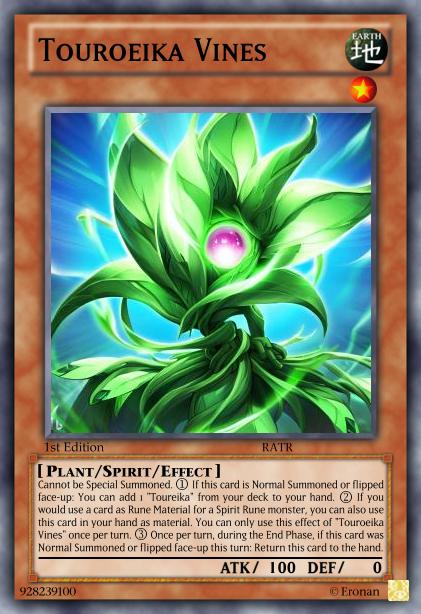 Touroeika Vines
EARTH
地
1st Edition
RATR
[ Plant/Spirit/Effect ]
Cannot be Special Summoned. ① If this card is Normal Summoned or flipped
face-up: You can add 1 "Toureika" from your deck to your hand. ② If you
would use a card as Rune Material for a Spirit Rune monster, you can also use
this card in your hand as material. You can only use this effect of "Touroeika
Vines" once per turn. ③ Once per turn, during the End Phase, if this card was
Normal Summoned or flipped face-up this turn: Return this card to the hand.
ATK/ 100 DEF/ 0
928239100
© Eronan